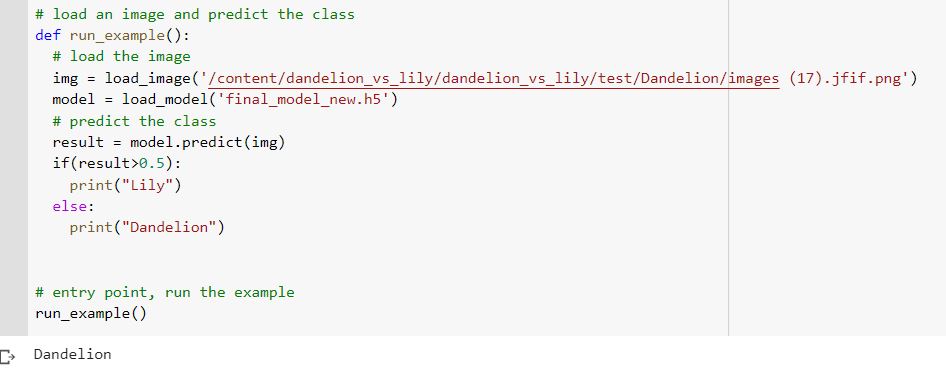 # load an image and predict the class
def run_example():
  # load the image
  img = load_image('/content/dandelion_vs_lily/dandelion_vs_lily/test/Dandelion/images (17).jfif.png')
  model = load_model('final_model_new.h5')
  # predict the class
  result = model.predict(img)
  if(result>0.5):
    print("Lily")
  else:
    print("Dandelion")
# entry point, run the example
run_example()
Dandelion